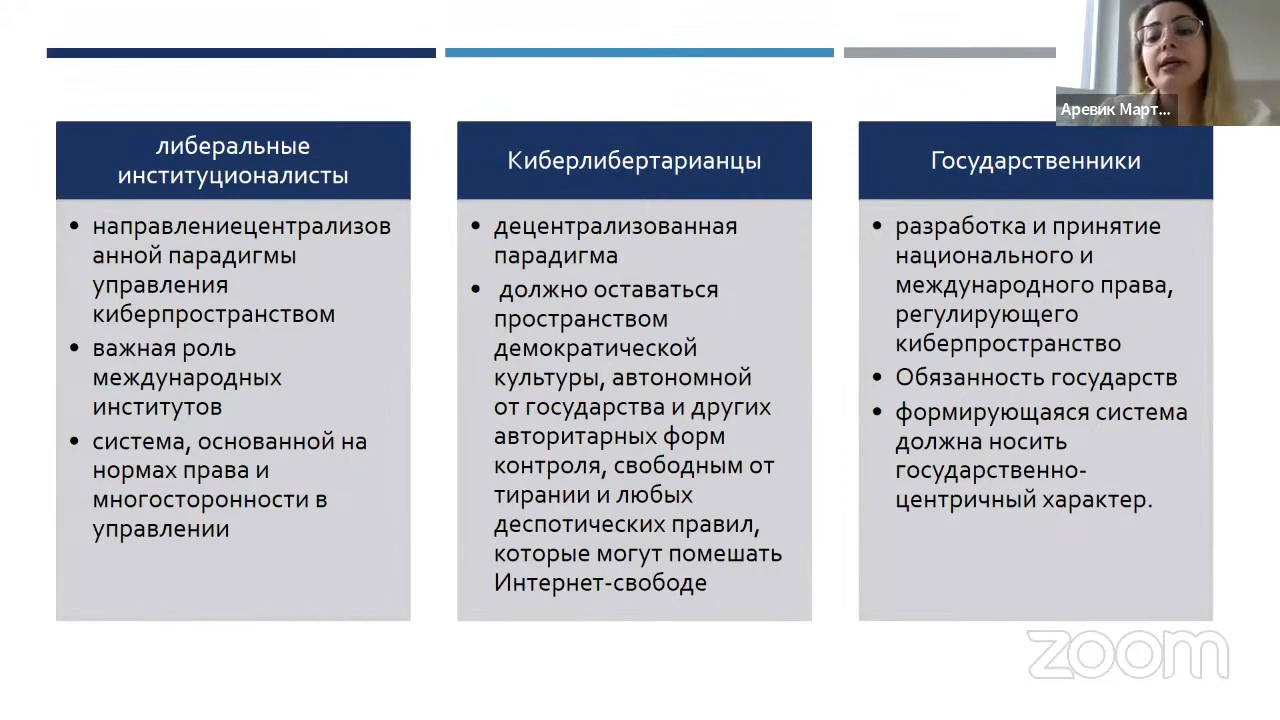 Аревик Март...
либеральные
институционалисты
• направлениецентрализов
анной парадигмы
управления
киберпространством
• важная роль
международных
институтов
• система, основанной на
нормах права и
многосторонности в
управлении
Киберлибертарианцы
• децентрализованная
парадигма
• должно оставаться
пространством
демократической
культуры, автономной
от государства и других
авторитарных форм
контроля, свободным от
тирании и любых
деспотических правил,
которые могут помешать
Интернет-свободе
Государственники
• разработка и принятие
национального и
международного права,
регулирующего
киберпространство
• Обязанность государств
• формирующаяся система
должна носить
государственно-
центричный характер.
zoom